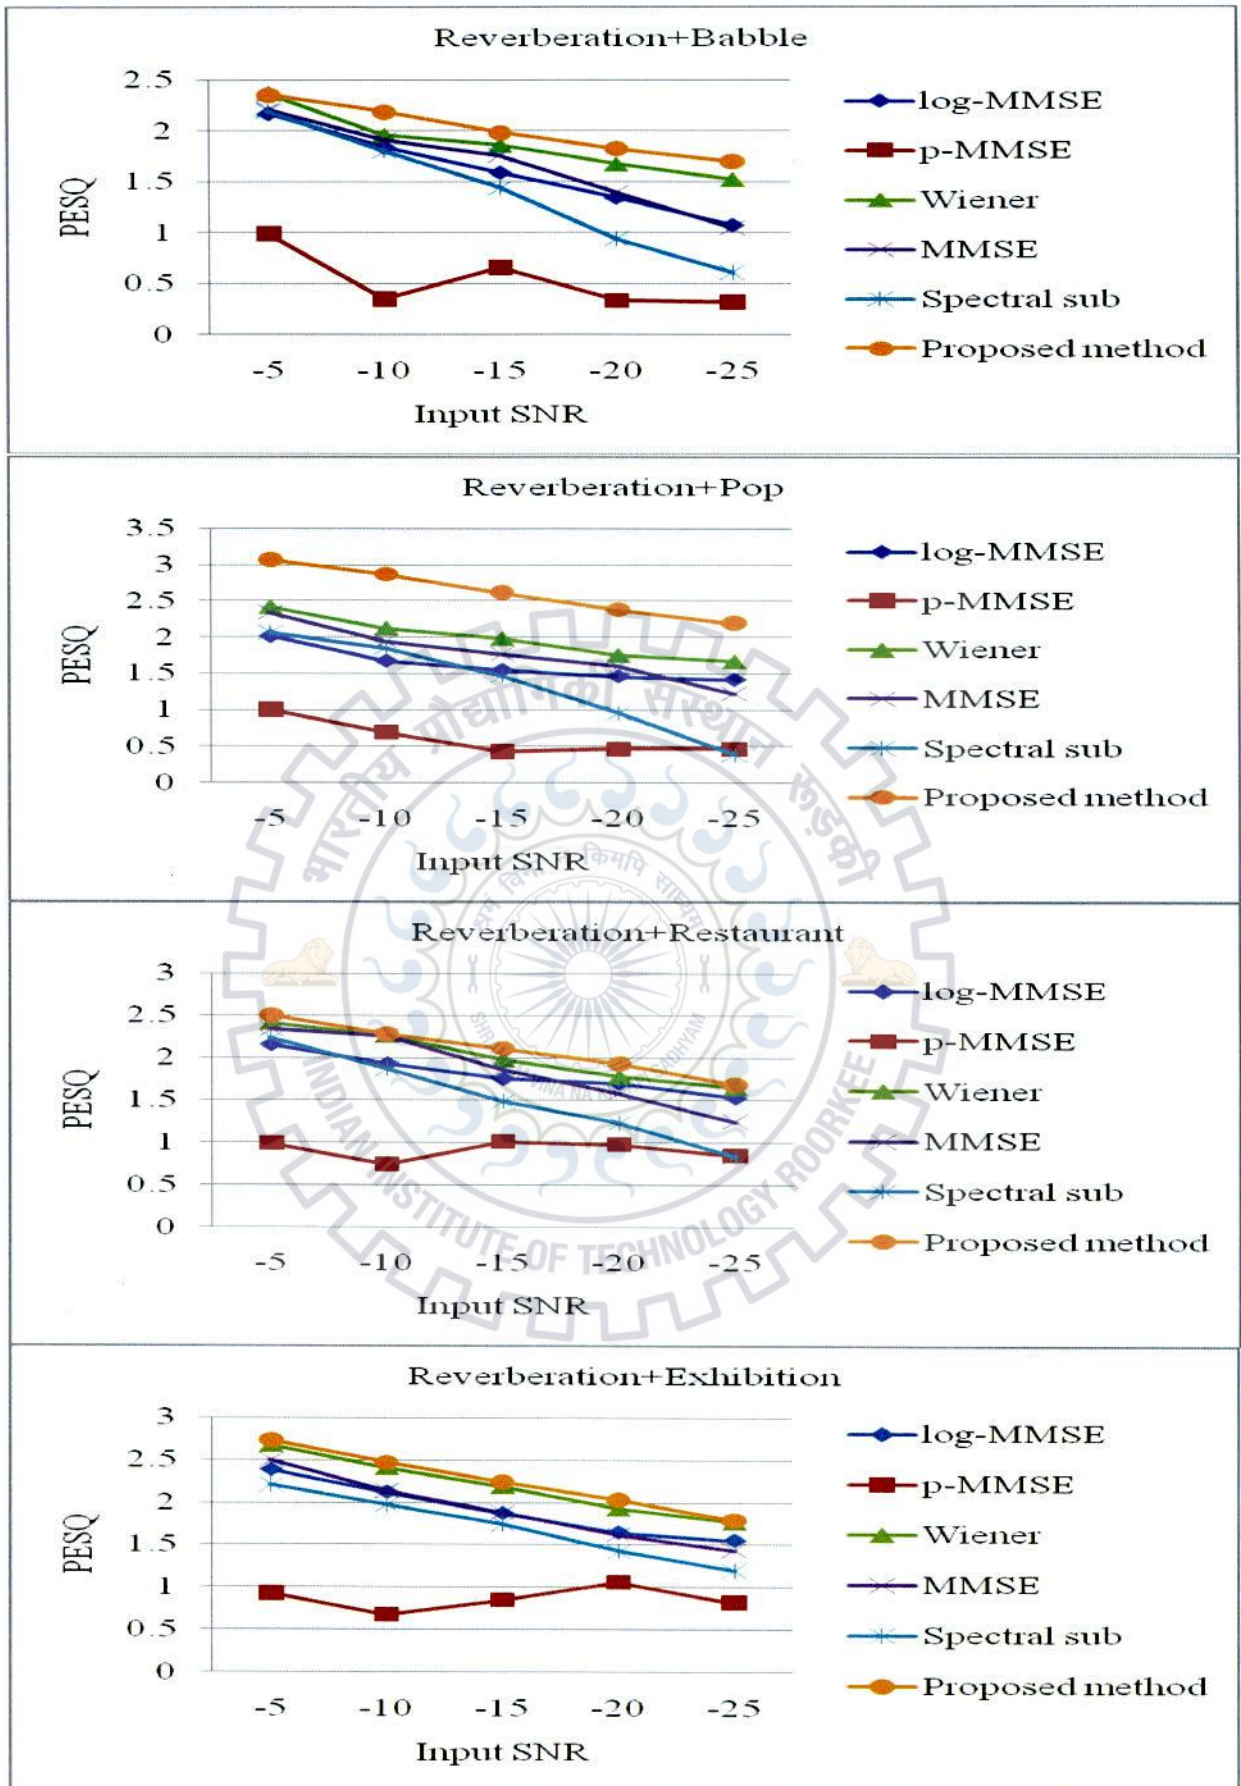 Reverberation+Babble
2.5
2
1.5
1
0.5
0
PESQ
-5 -10 -15 -20 -25
Input SNR
log-MMSE
p-MMSE
Wiener
MMSE
Spectral sub
Proposed method
Reverberation+Pop
3.5
3
2.5
2
1.5
1
0.5
0
PESQ
-5 -10 -15 -20 -25
Input SNR
log-MMSE
p-MMSE
Wiener
MMSE
Spectral sub
Proposed method
Reverberation+Restaurant
3
2.5
2
1.5
1
0.5
0
PESQ
-5 -10 -15 -20 -25
Input SNR
log-MMSE
p-MMSE
Wiener
MMSE
Spectral sub
Proposed method
Reverberation+Exhibition
3
2.5
2
1.5
1
0.5
0
PESQ
-5 -10 -15 -20 -25
Input SNR
log-MMSE
p-MMSE
Wiener
MMSE
Spectral sub
Proposed method
भारतीय प्रौद्योगिकी संस्थान रुड़की
INDIAN INSTITUTE OF TECHNOLOGY ROORKEE